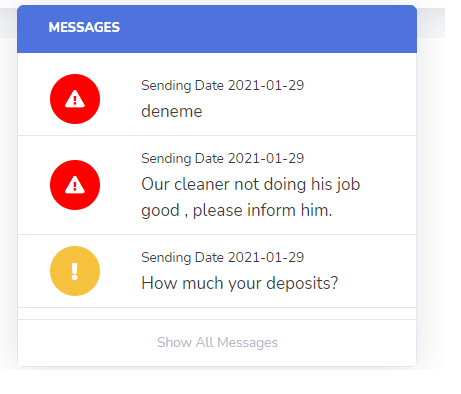 MESSAGES
Sending Date 2021-01-29
deneme
Sending Date 2021-01-29
Our cleaner not doing his job
good , please inform him.
Sending Date 2021-01-29
How much your deposits?
Show All Messages